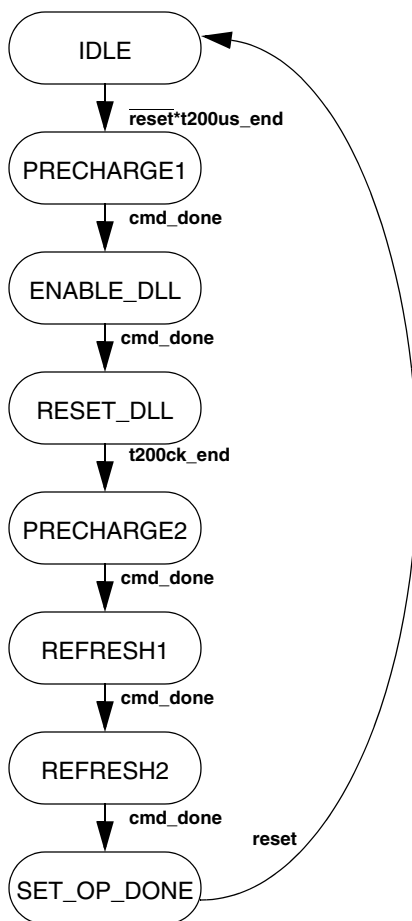 IDLE
reset*t200us_end
PRECHARGE1
cmd_done
ENABLE_DLL
cmd_done
RESET_DLL
t200ck_end
PRECHARGE2
cmd_done
REFRESH1
cmd_done
REFRESH2
cmd_done
reset
SET_OP_DONE